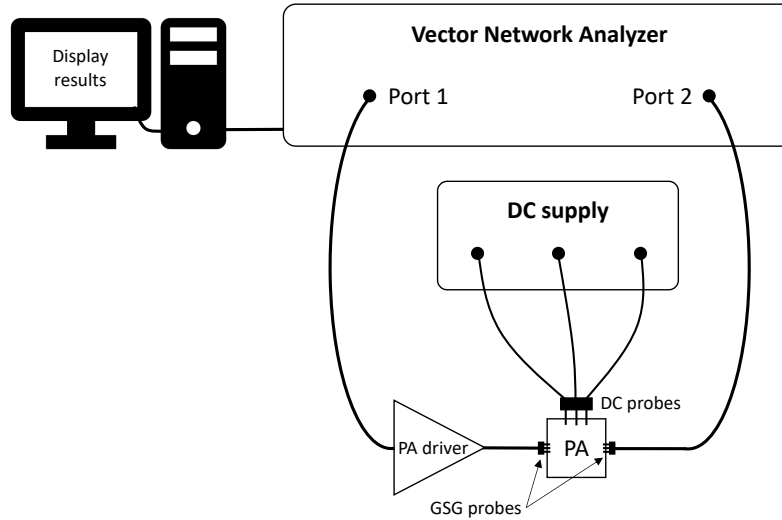 Vector Network Analyzer
Display
results
Port 1
Port 2
DC supply
DC probes
PA driver
PA
GSG probes